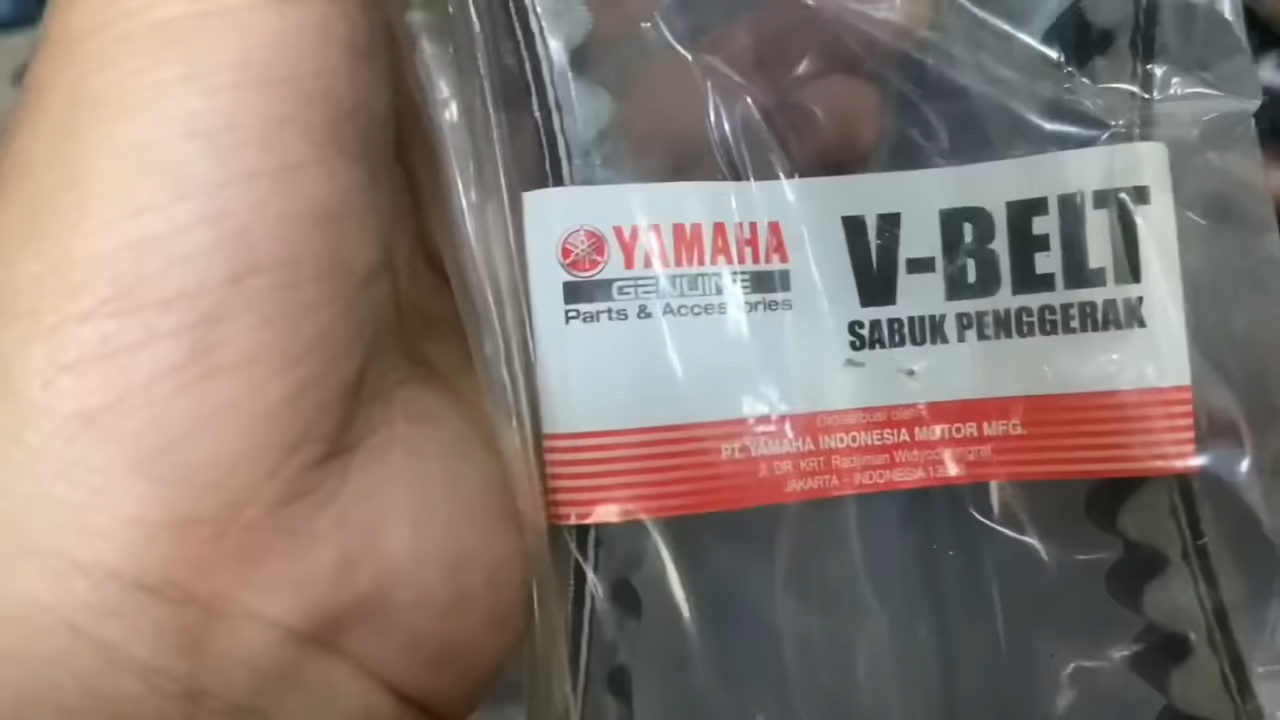 YAMAHA
GENUINE
Parts & Accessories
V-BELT
SABUK PENGGERAK
Didistribusi oleh :
PT. YAMAHA INDONESIA MOTOR MFG.
Jl. DR. KRT. Radjiman
JAKARTA - INDONESIA